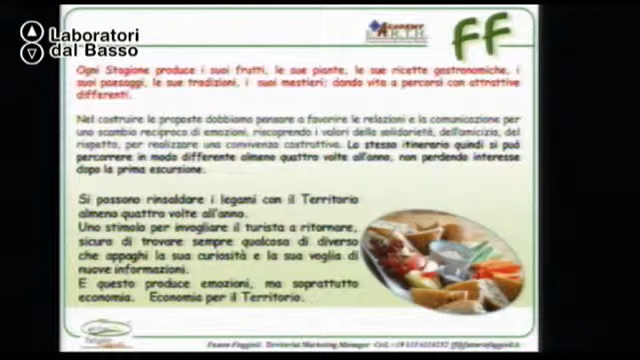 Laboratori
dal Basso
FF
Ogni Stagione produce i suoi frutti, le sue piante, le sue ricette gastronomiche, i
suoi paesaggi, le sue tradizioni, i suoi mestieri; dando vita a percorsi con attrattive
differenti.
Nel costruire le proposte dobbiamo pensare a favorire le relazioni e la comunicazione per
uno scambio reciproco di emozioni, riscoprendo i valori della solidarietà, dell'amicizia, del
rispetto, per realizzare una convivenza costruttiva. Lo stesso itinerario quindi si può
percorrere in modo differente almeno quattro volte all'anno, non perdendo interesse
dopo la prima escursione.
Si possono rinsaldare i legami con il Territorio
almeno quattro volte all'anno.
Uno stimolo per invogliare il turista a ritornare,
sicuro di trovare sempre qualcosa di diverso
che appaghi la sua curiosità e la sua voglia di
nuove informazioni.
E questo produce emozioni, ma soprattutto
economia. Economia per il Territorio.
Territorial Marketing Manager